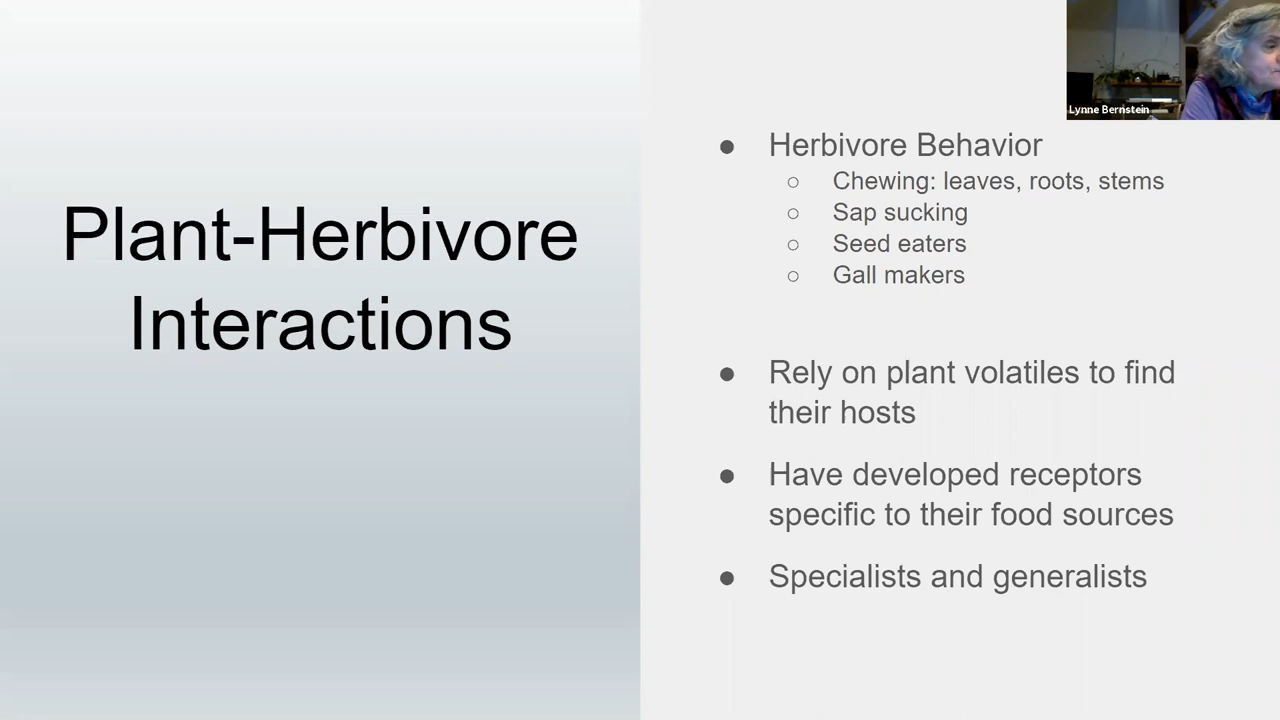 Plant-Herbivore
Interactions
Lynne Bernstein
● Herbivore Behavior
○ Chewing: leaves, roots, stems
○ Sap sucking
○ Seed eaters
○ Gall makers
● Rely on plant volatiles to find
their hosts
● Have developed receptors
specific to their food sources
● Specialists and generalists